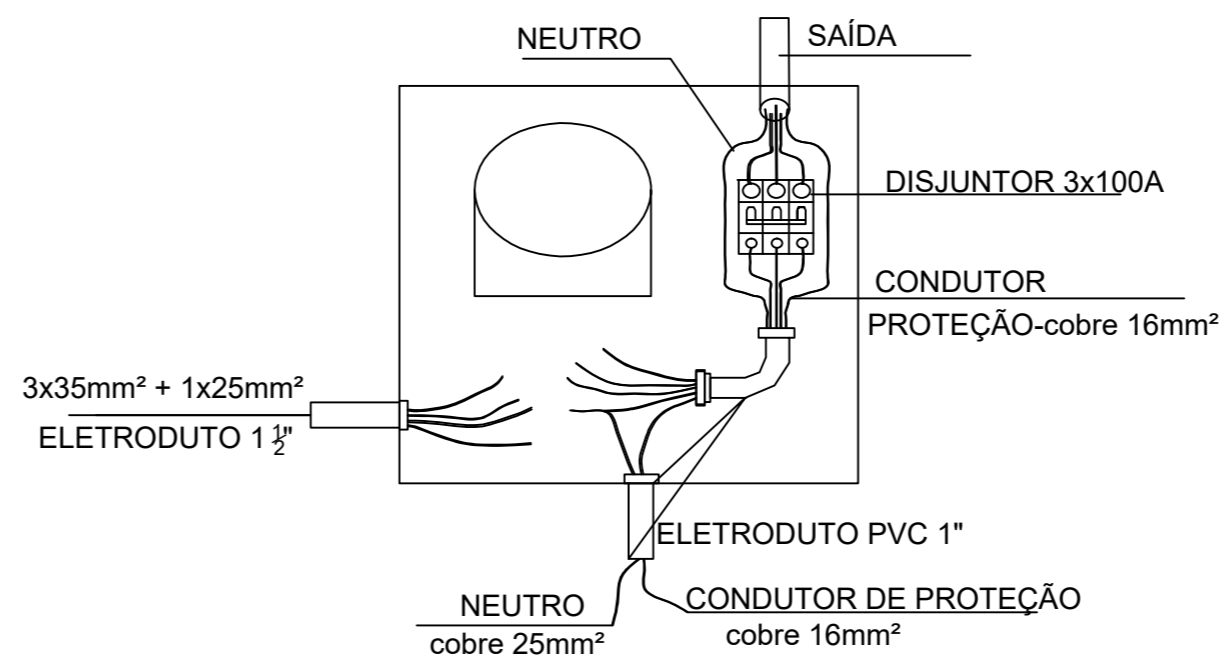 NEUTRO
SAÍDA
DISJUNTOR 3x100A
CONDUTOR
PROTEÇÃO-cobre 16mm²
3x35mm² + 1x25mm²
ELETRODUTO 1 1/2"
ELETRODUTO PVC 1"
NEUTRO
cobre 25mm²
CONDUTOR DE PROTEÇÃO
cobre 16mm²